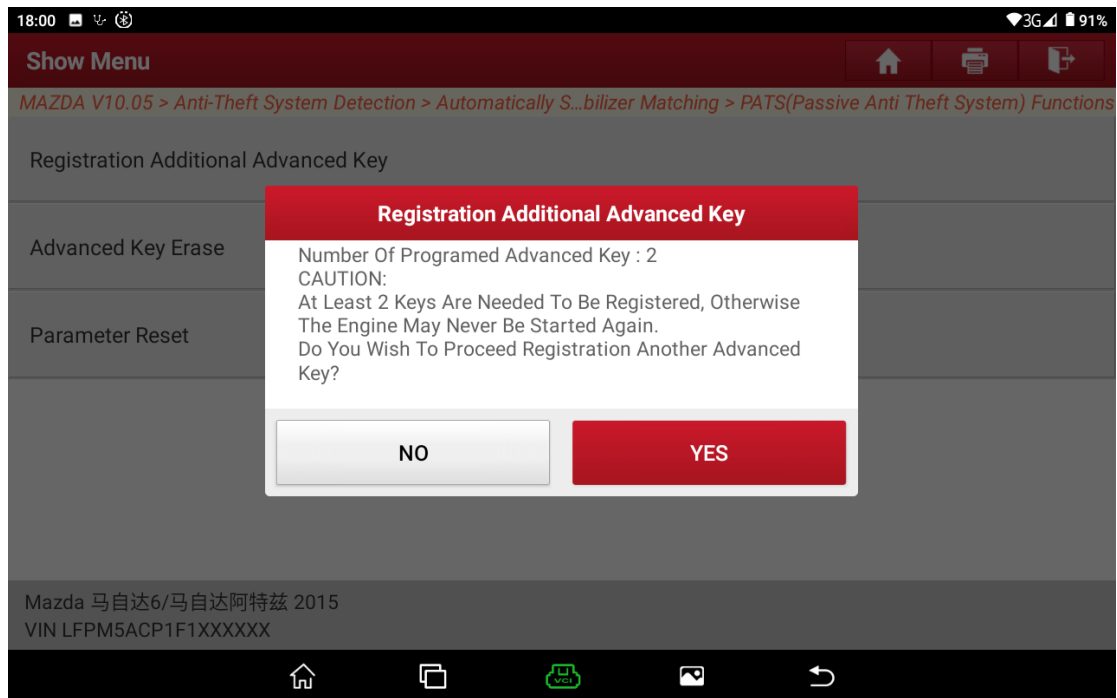 18:00
3G
91%
Show Menu
MAZDA V10.05 > Anti-Theft System Detection > Automatically S...bilizer Matching > PATS(Passive Anti Theft System) Functions
Registration Additional Advanced Key
Advanced Key Erase
Parameter Reset
Registration Additional Advanced Key
Number Of Programed Advanced Key : 2
CAUTION:
At Least 2 Keys Are Needed To Be Registered, Otherwise
The Engine May Never Be Started Again.
Do You Wish To Proceed Registration Another Advanced
Key?
NO
YES
Mazda 马自达6/马自达阿特兹 2015
VIN LFPM5ACP1F1XXXXXX
VCI